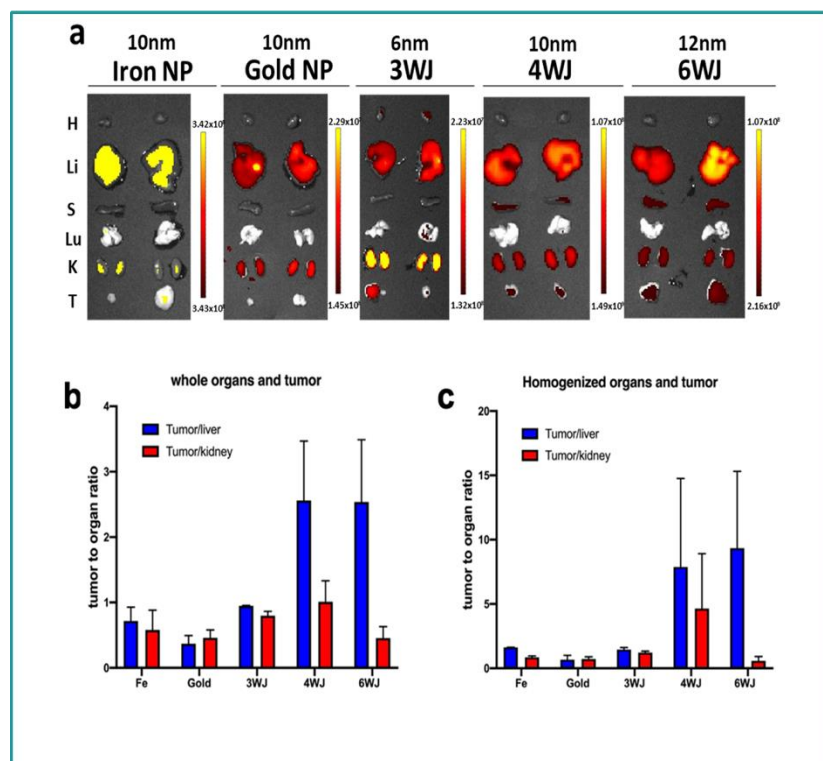 a
10nm 10nm 6nm 10nm 12nm
Iron NP Gold NP 3WJ 4WJ 6WJ
H
Li
S
Lu
K
T
b
whole organs and tumor
tumor to organ ratio
4
3
2
1
0
Tumor/liver
Tumor/kidney
Fe Gold 3WJ 4WJ 6WJ
c
Homogenized organs and tumor
tumor to organ ratio
20
15
10
5
0
Tumor/liver
Tumor/kidney
Fe Gold 3WJ 4WJ 6WJ